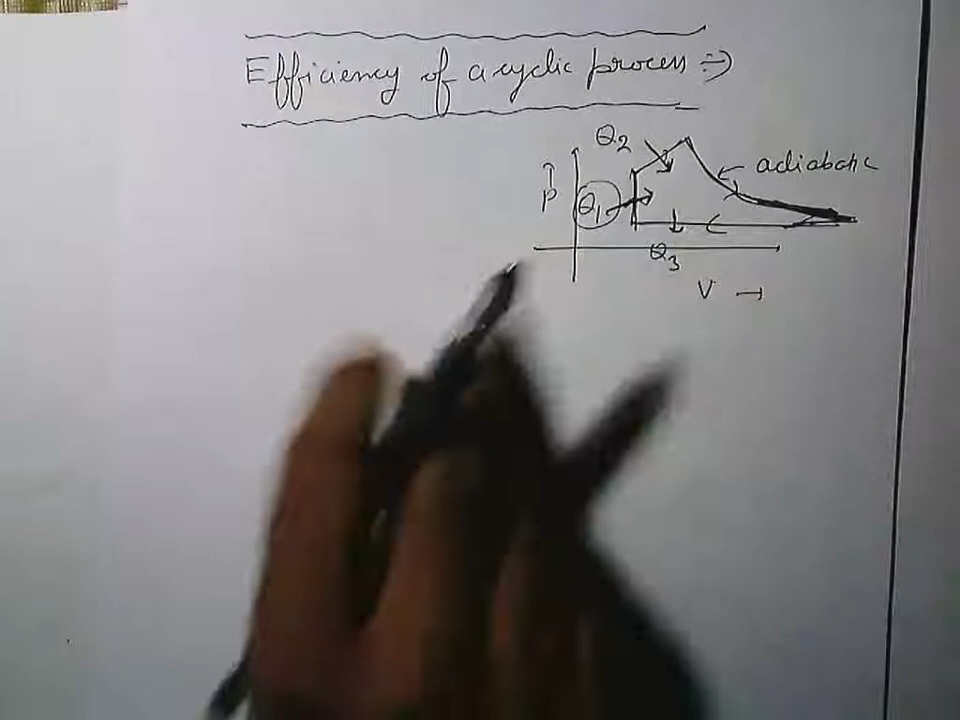 Efficiency of a cyclic process :⇒
Q2
adiabatic
P
Q1
Q3
V →